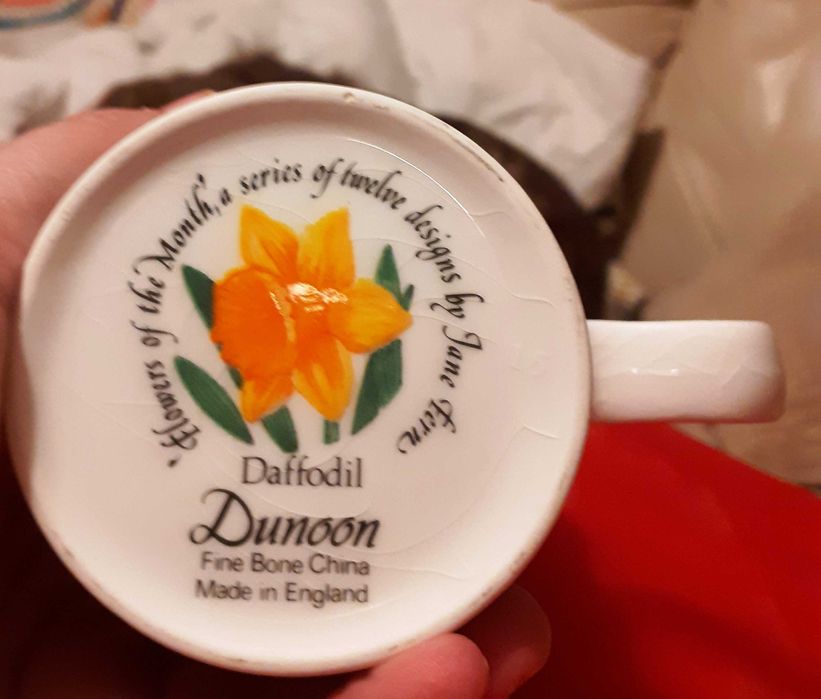 'Flowers of the Month', a series of twelve designs by Jane Fern
Daffodil
Dunoon
Fine Bone China
Made in England